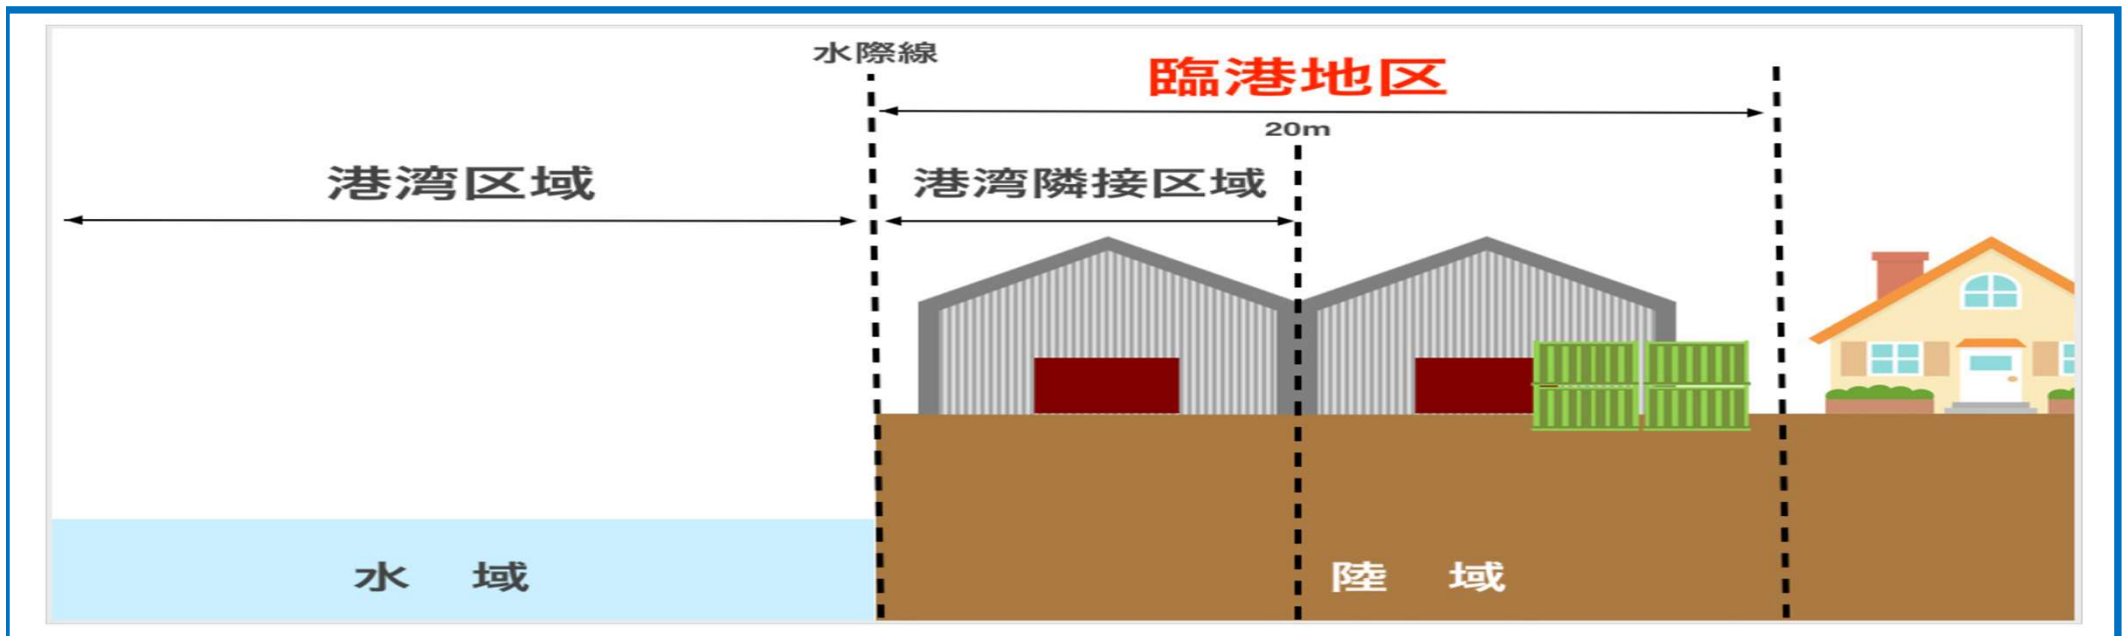 水際線
臨港地区
20m
港湾区域
港湾隣接区域
水 域
陸 域